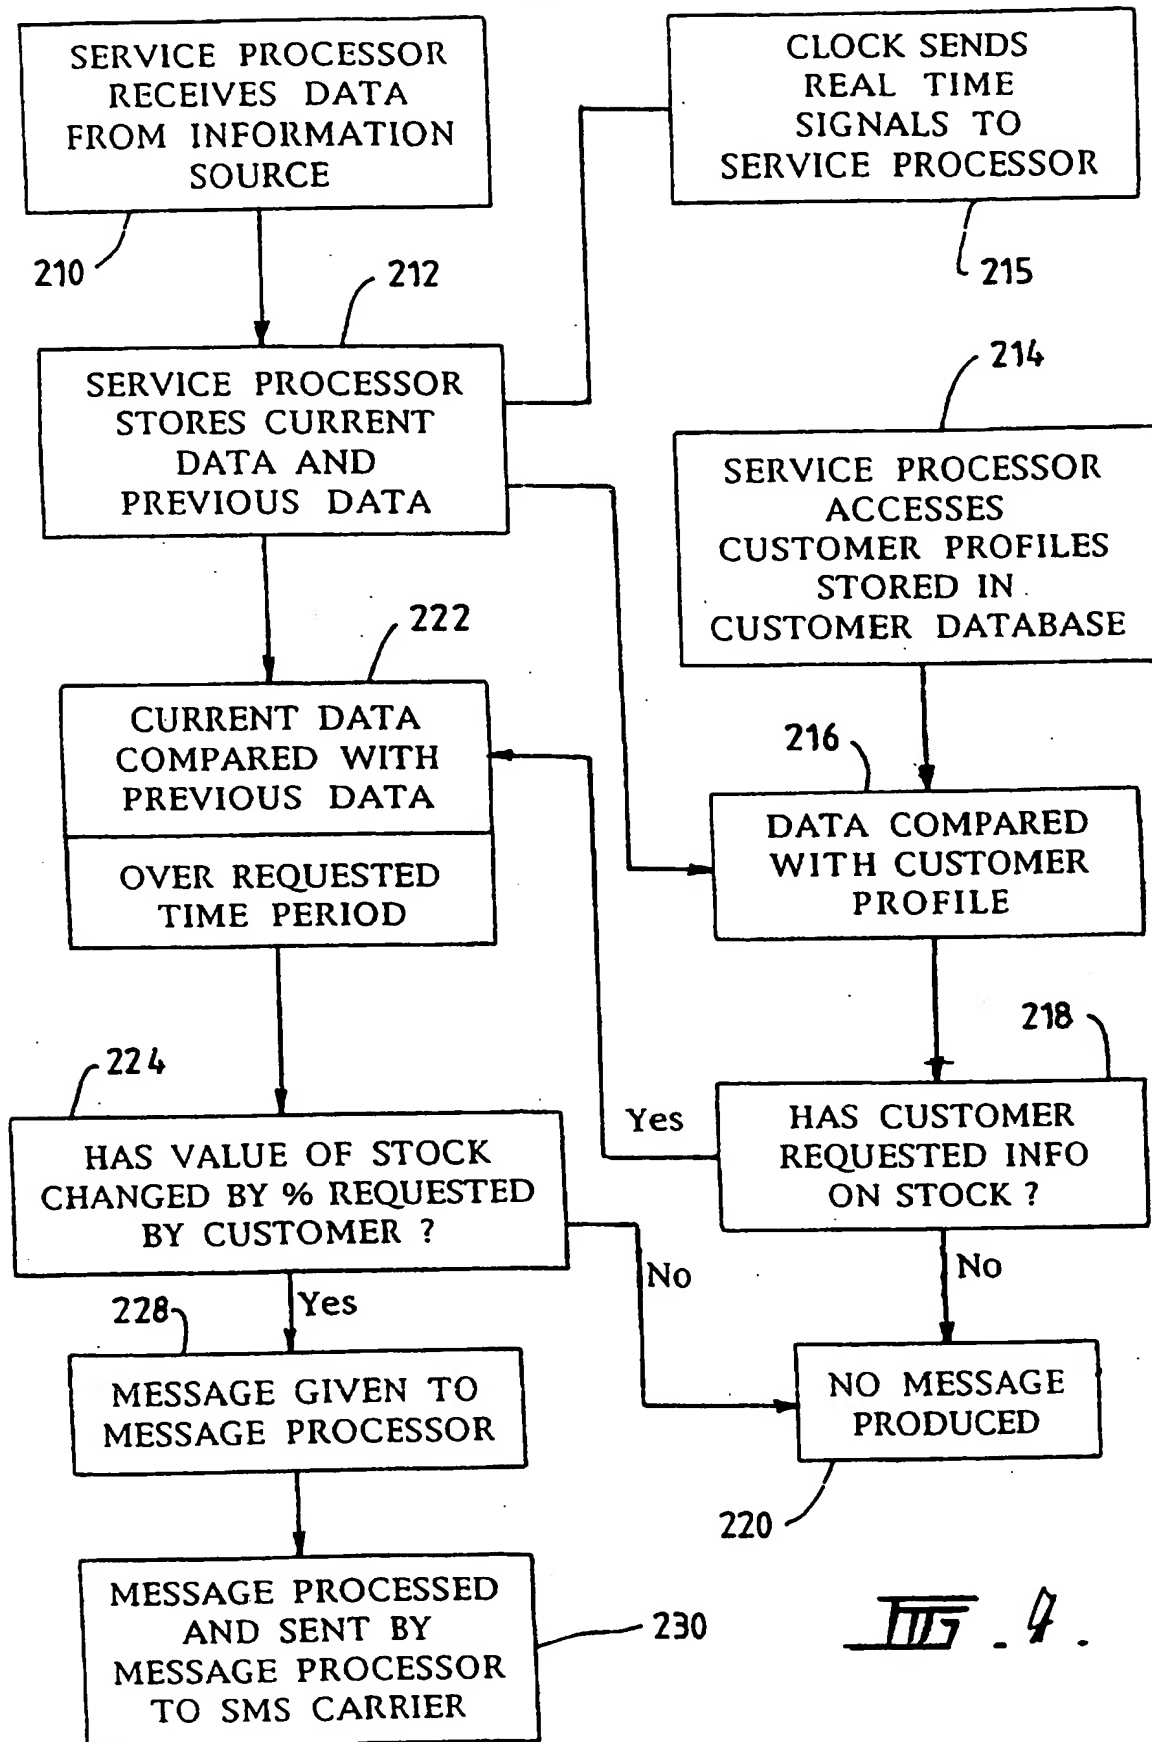 SERVICE PROCESSOR
RECEIVES DATA
FROM INFORMATION
SOURCE
210
CLOCK SENDS
REAL TIME
SIGNALS TO
SERVICE PROCESSOR
215
212
SERVICE PROCESSOR
STORES CURRENT
DATA AND
PREVIOUS DATA
214
SERVICE PROCESSOR
ACCESSES
CUSTOMER PROFILES
STORED IN
CUSTOMER DATABASE
222
CURRENT DATA
COMPARED WITH
PREVIOUS DATA
OVER REQUESTED
TIME PERIOD
216
DATA COMPARED
WITH CUSTOMER
PROFILE
218
HAS CUSTOMER
REQUESTED INFO
ON STOCK ?
Yes
No
224
HAS VALUE OF STOCK
CHANGED BY % REQUESTED
BY CUSTOMER ?
No
Yes
228
MESSAGE GIVEN TO
MESSAGE PROCESSOR
NO MESSAGE
PRODUCED
220
MESSAGE PROCESSED
AND SENT BY
MESSAGE PROCESSOR
TO SMS CARRIER
230
FIG